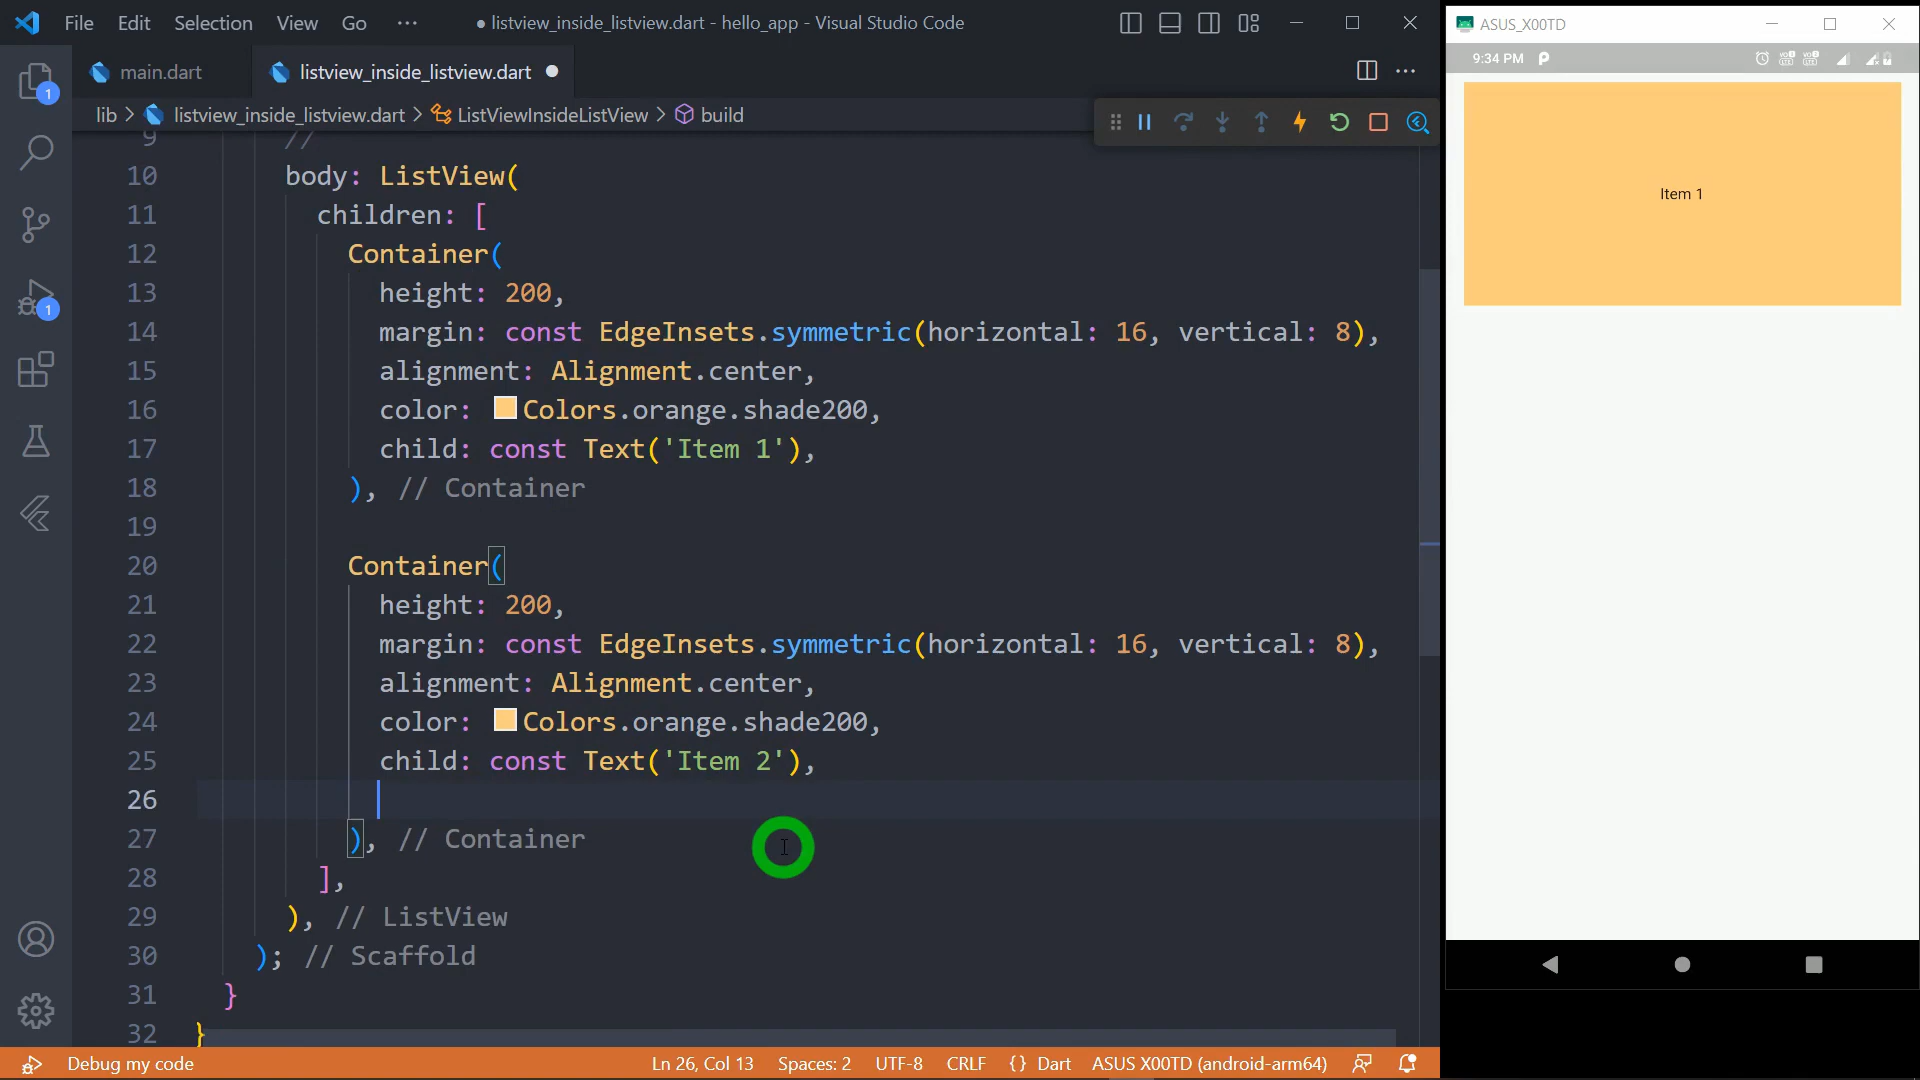 File Edit Selection View Go ··· ● listview_inside_listview.dart - hello_app - Visual Studio Code
main.dart listview_inside_listview.dart ●
lib > listview_inside_listview.dart > ListViewInsideListView > build
9 //
10 body: ListView(
11 children: [
12 Container(
13 height: 200,
14 margin: const EdgeInsets.symmetric(horizontal: 16, vertical: 8),
15 alignment: Alignment.center,
16 color: Colors.orange.shade200,
17 child: const Text('Item 1'),
18 ), // Container
19
20 Container(
21 height: 200,
22 margin: const EdgeInsets.symmetric(horizontal: 16, vertical: 8),
23 alignment: Alignment.center,
24 color: Colors.orange.shade200,
25 child: const Text('Item 2'),
26
27 ), // Container
28 ],
29 ), // ListView
30 ); // Scaffold
31 }
32 }
1
1
Debug my code Ln 26, Col 13 Spaces: 2 UTF-8 CRLF {} Dart ASUS X00TD (android-arm64)
ASUS_X00TD
9:34 PM
Item 1